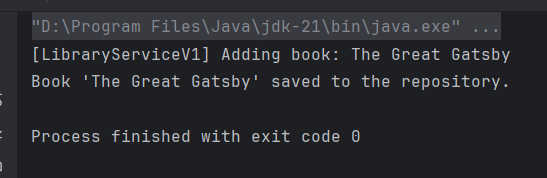 "D:\Program Files\Java\jdk-21\bin\java.exe" ...
[LibraryServiceV1] Adding book: The Great Gatsby
Book 'The Great Gatsby' saved to the repository.
Process finished with exit code 0